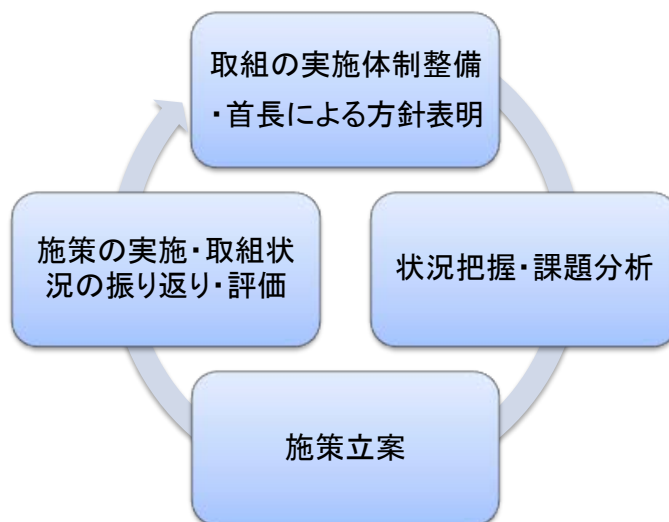 取組の実施体制整備
・首長による方針表明
状況把握・課題分析
施策立案
施策の実施・取組状
況の振り返り・評価